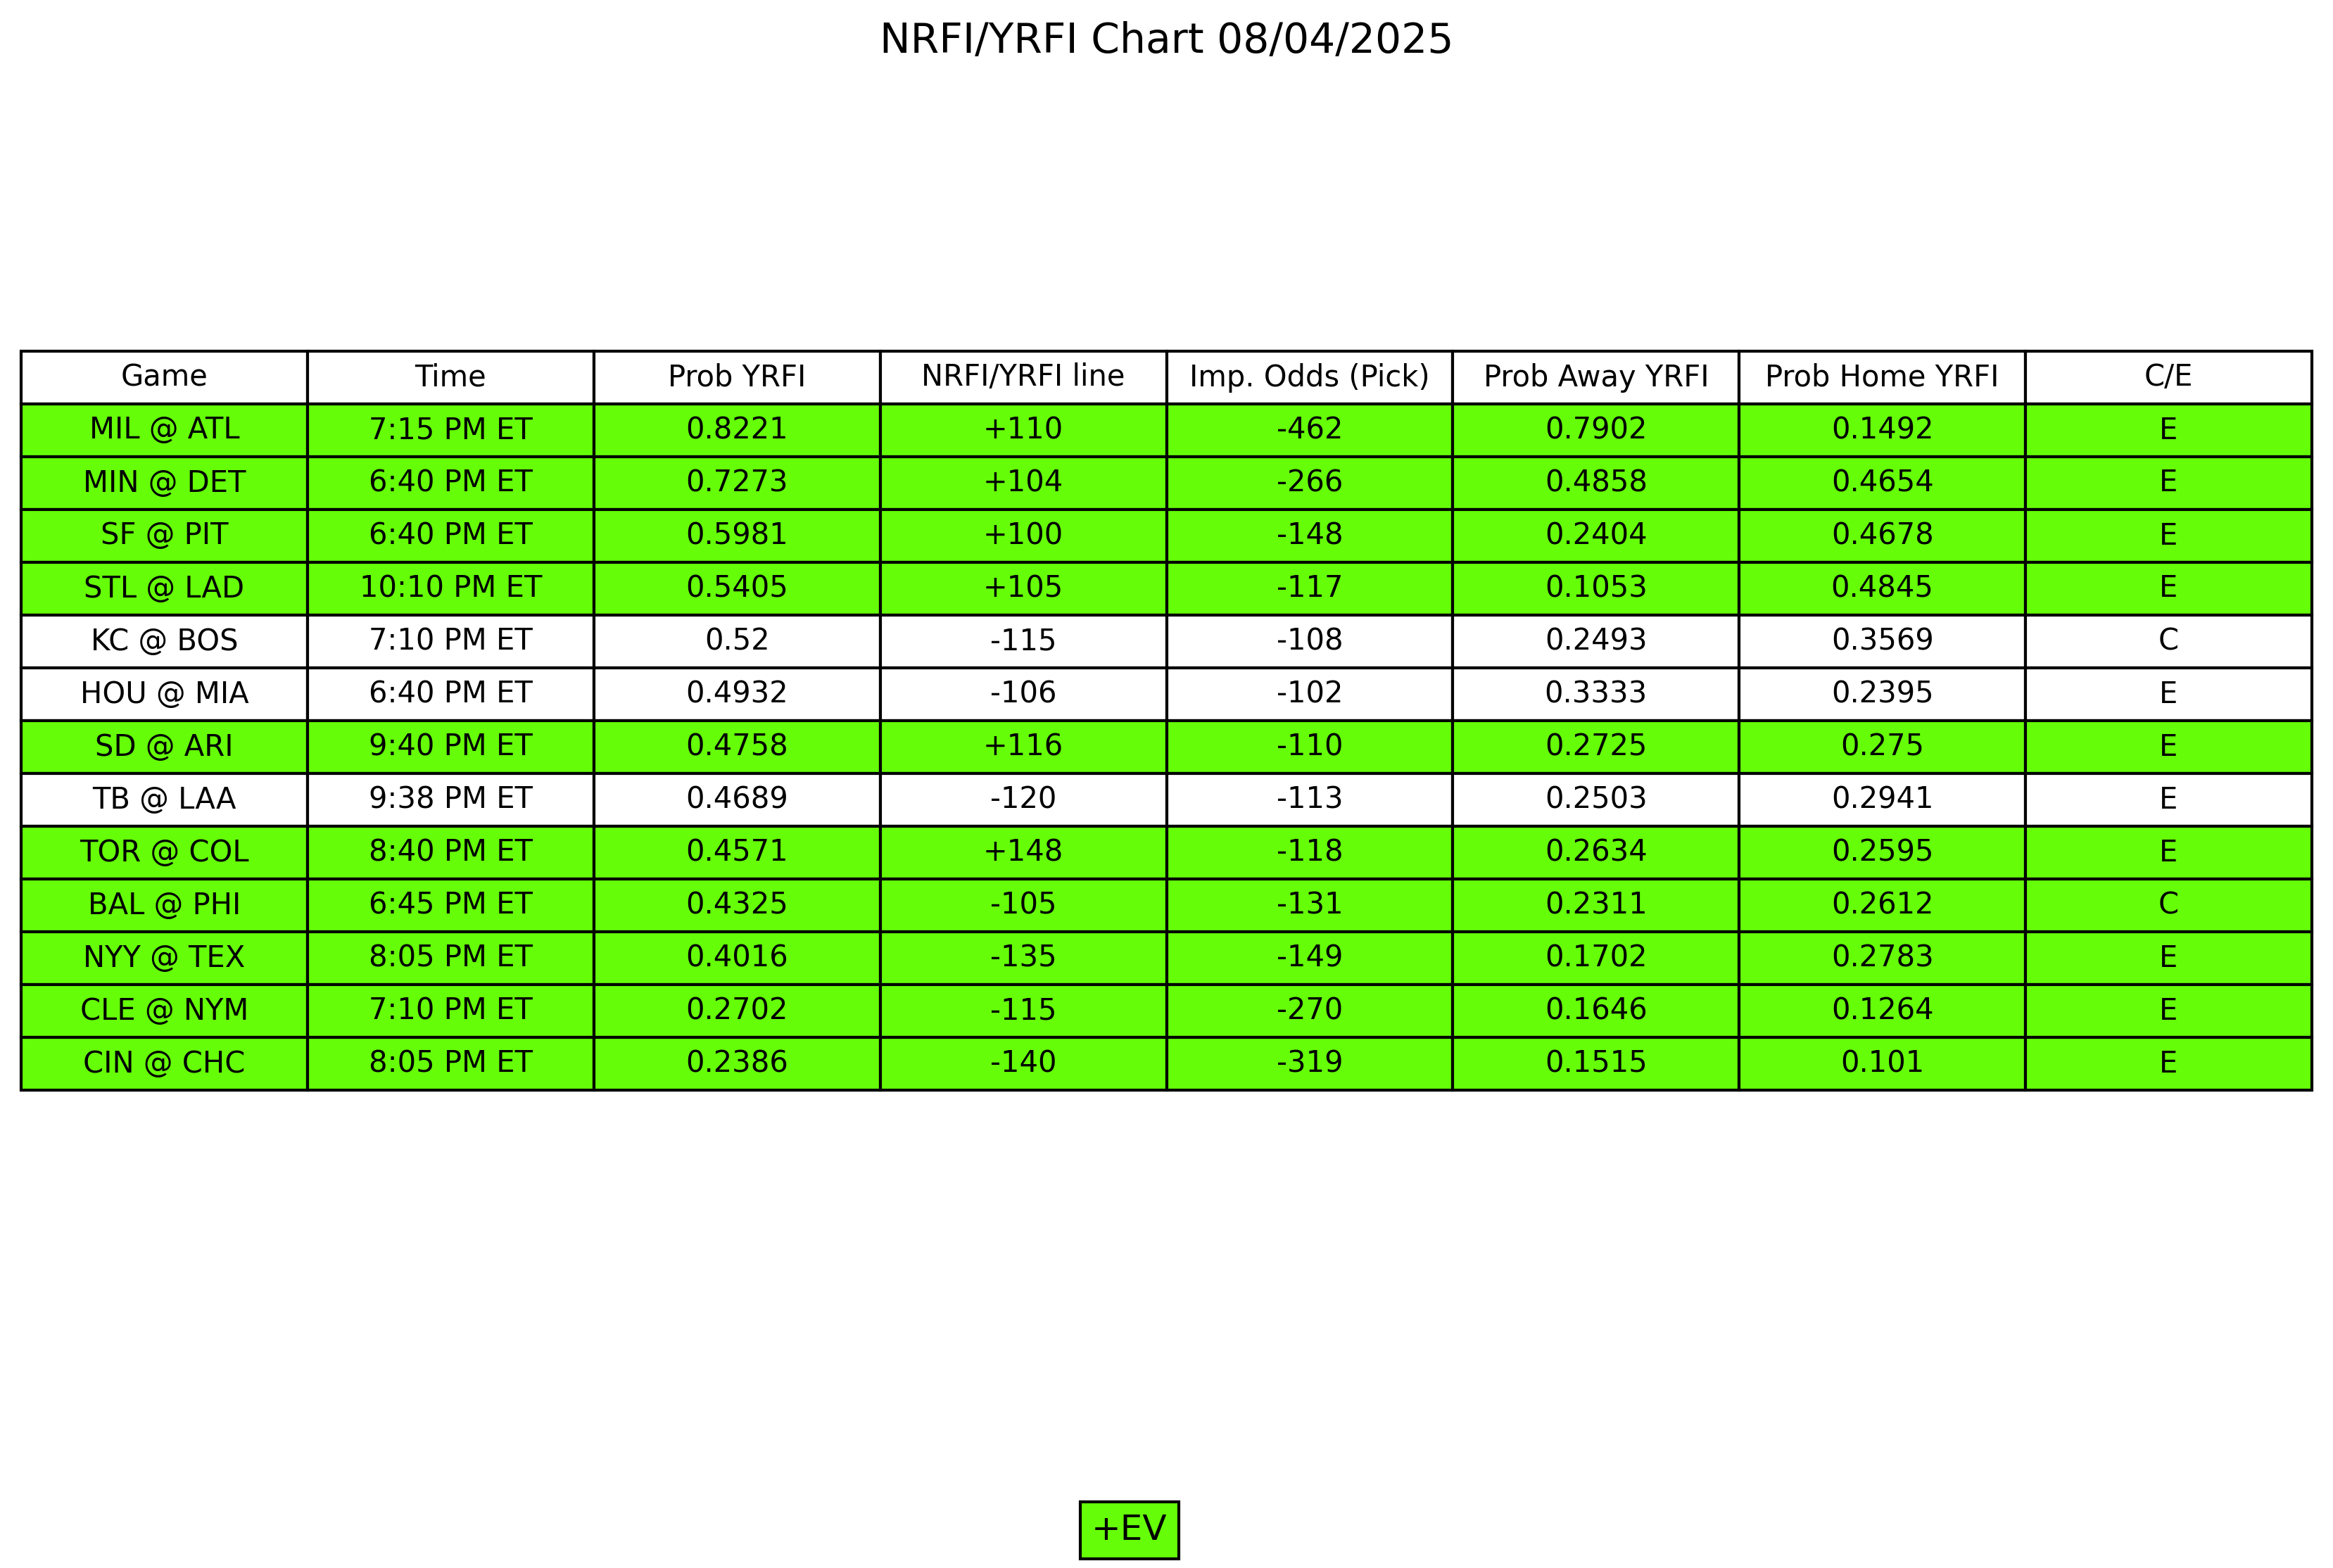 NRFI/YRFI Chart 08/04/2025
Game Time Prob YRFI NRFI/YRFI line Imp. Odds (Pick) Prob Away YRFI Prob Home YRFI C/E
MIL @ ATL 7:15 PM ET 0.8221 +110 -462 0.7902 0.1492 E
MIN @ DET 6:40 PM ET 0.7273 +104 -266 0.4858 0.4654 E
SF @ PIT 6:40 PM ET 0.5981 +100 -148 0.2404 0.4678 E
STL @ LAD 10:10 PM ET 0.5405 +105 -117 0.1053 0.4845 E
KC @ BOS 7:10 PM ET 0.52 -115 -108 0.2493 0.3569 C
HOU @ MIA 6:40 PM ET 0.4932 -106 -102 0.3333 0.2395 E
SD @ ARI 9:40 PM ET 0.4758 +116 -110 0.2725 0.275 E
TB @ LAA 9:38 PM ET 0.4689 -120 -113 0.2503 0.2941 E
TOR @ COL 8:40 PM ET 0.4571 +148 -118 0.2634 0.2595 E
BAL @ PHI 6:45 PM ET 0.4325 -105 -131 0.2311 0.2612 C
NYY @ TEX 8:05 PM ET 0.4016 -135 -149 0.1702 0.2783 E
CLE @ NYM 7:10 PM ET 0.2702 -115 -270 0.1646 0.1264 E
CIN @ CHC 8:05 PM ET 0.2386 -140 -319 0.1515 0.101 E
+EV